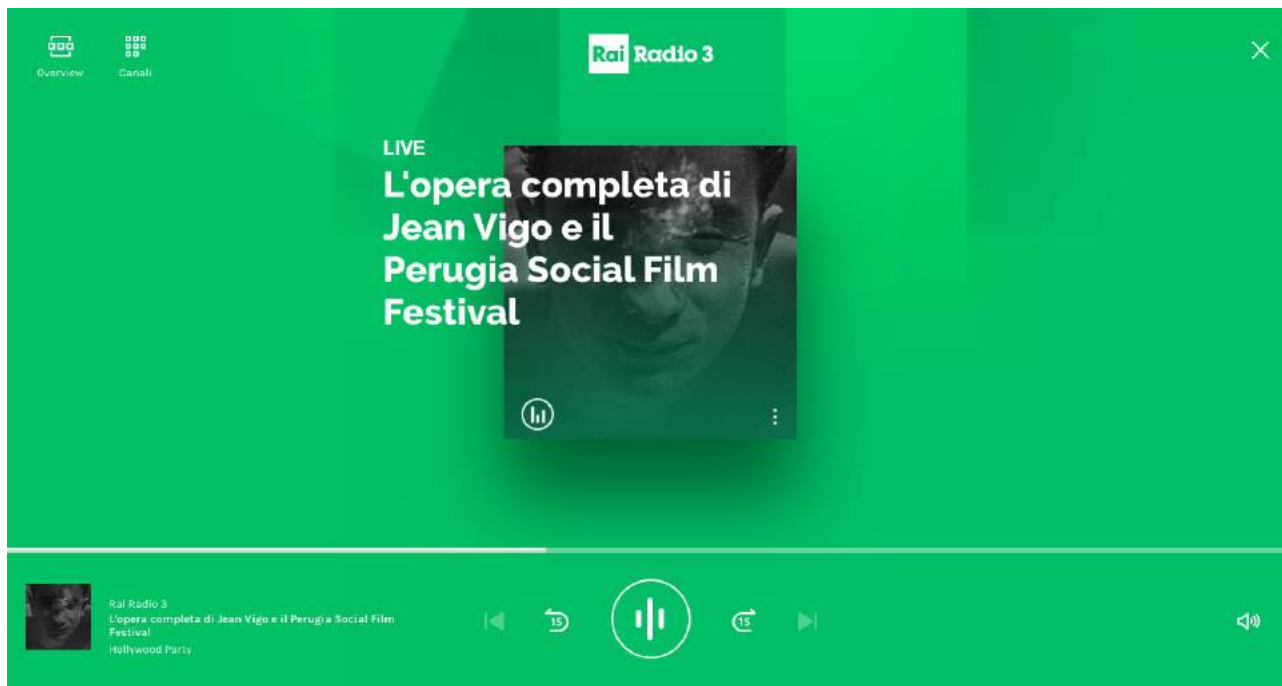 Overview
Canali
Rai Radio 3
LIVE
L'opera completa di
Jean Vigo e il
Perugia Social Film
Festival
Rai Radio 3
L'opera completa di Jean Vigo e il Perugia Social Film
Festival
Hollywood Party
15
15